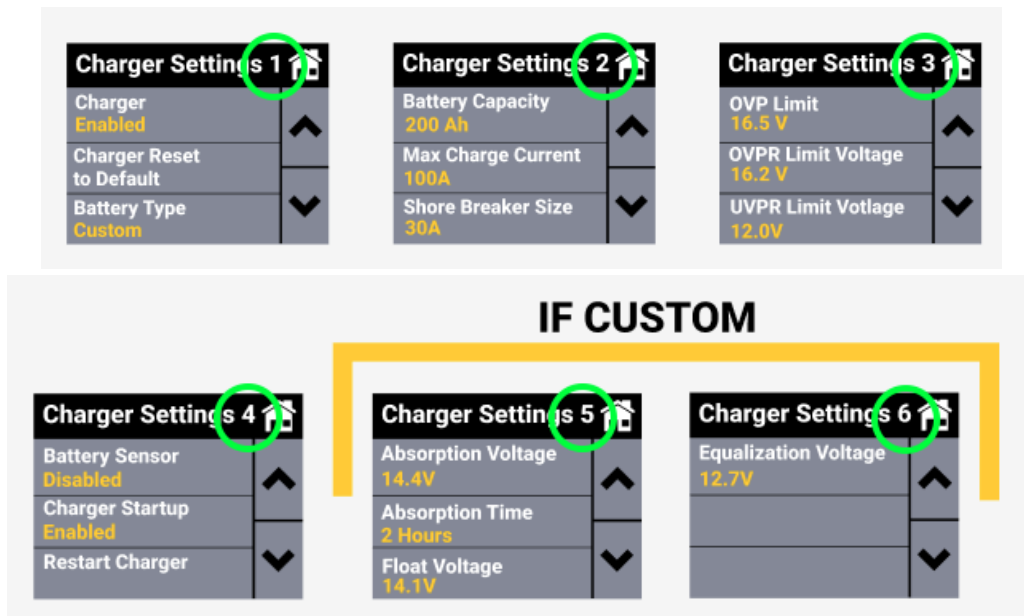 Charger Settings 1
Charger
Enabled
Charger Reset
to Default
Battery Type
Custom
Charger Settings 2
Battery Capacity
200 Ah
Max Charge Current
100A
Shore Breaker Size
30A
Charger Settings 3
OVP Limit
16.5 V
OVPR Limit Voltage
16.2 V
UVPR Limit Votlage
12.0V
IF CUSTOM
Charger Settings 4
Battery Sensor
Disabled
Charger Startup
Enabled
Restart Charger
Charger Settings 5
Absorption Voltage
14.4V
Absorption Time
2 Hours
Float Voltage
14.1V
Charger Settings 6
Equalization Voltage
12.7V